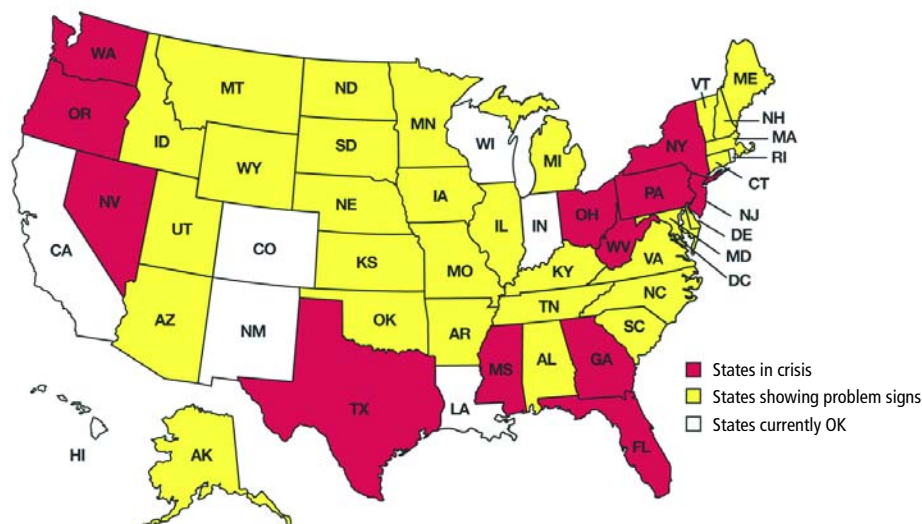 WA
OR
CA
NV
ID
MT
WY
UT
AZ
CO
NM
ND
SD
NE
KS
OK
TX
MN
IA
MO
AR
LA
WI
IL
MI
IN
OH
KY
TN
MS
AL
GA
FL
SC
NC
VA
WV
PA
NY
VT
ME
NH
MA
RI
CT
NJ
DE
MD
DC
HI
AK
States in crisis
States showing problem signs
States currently OK